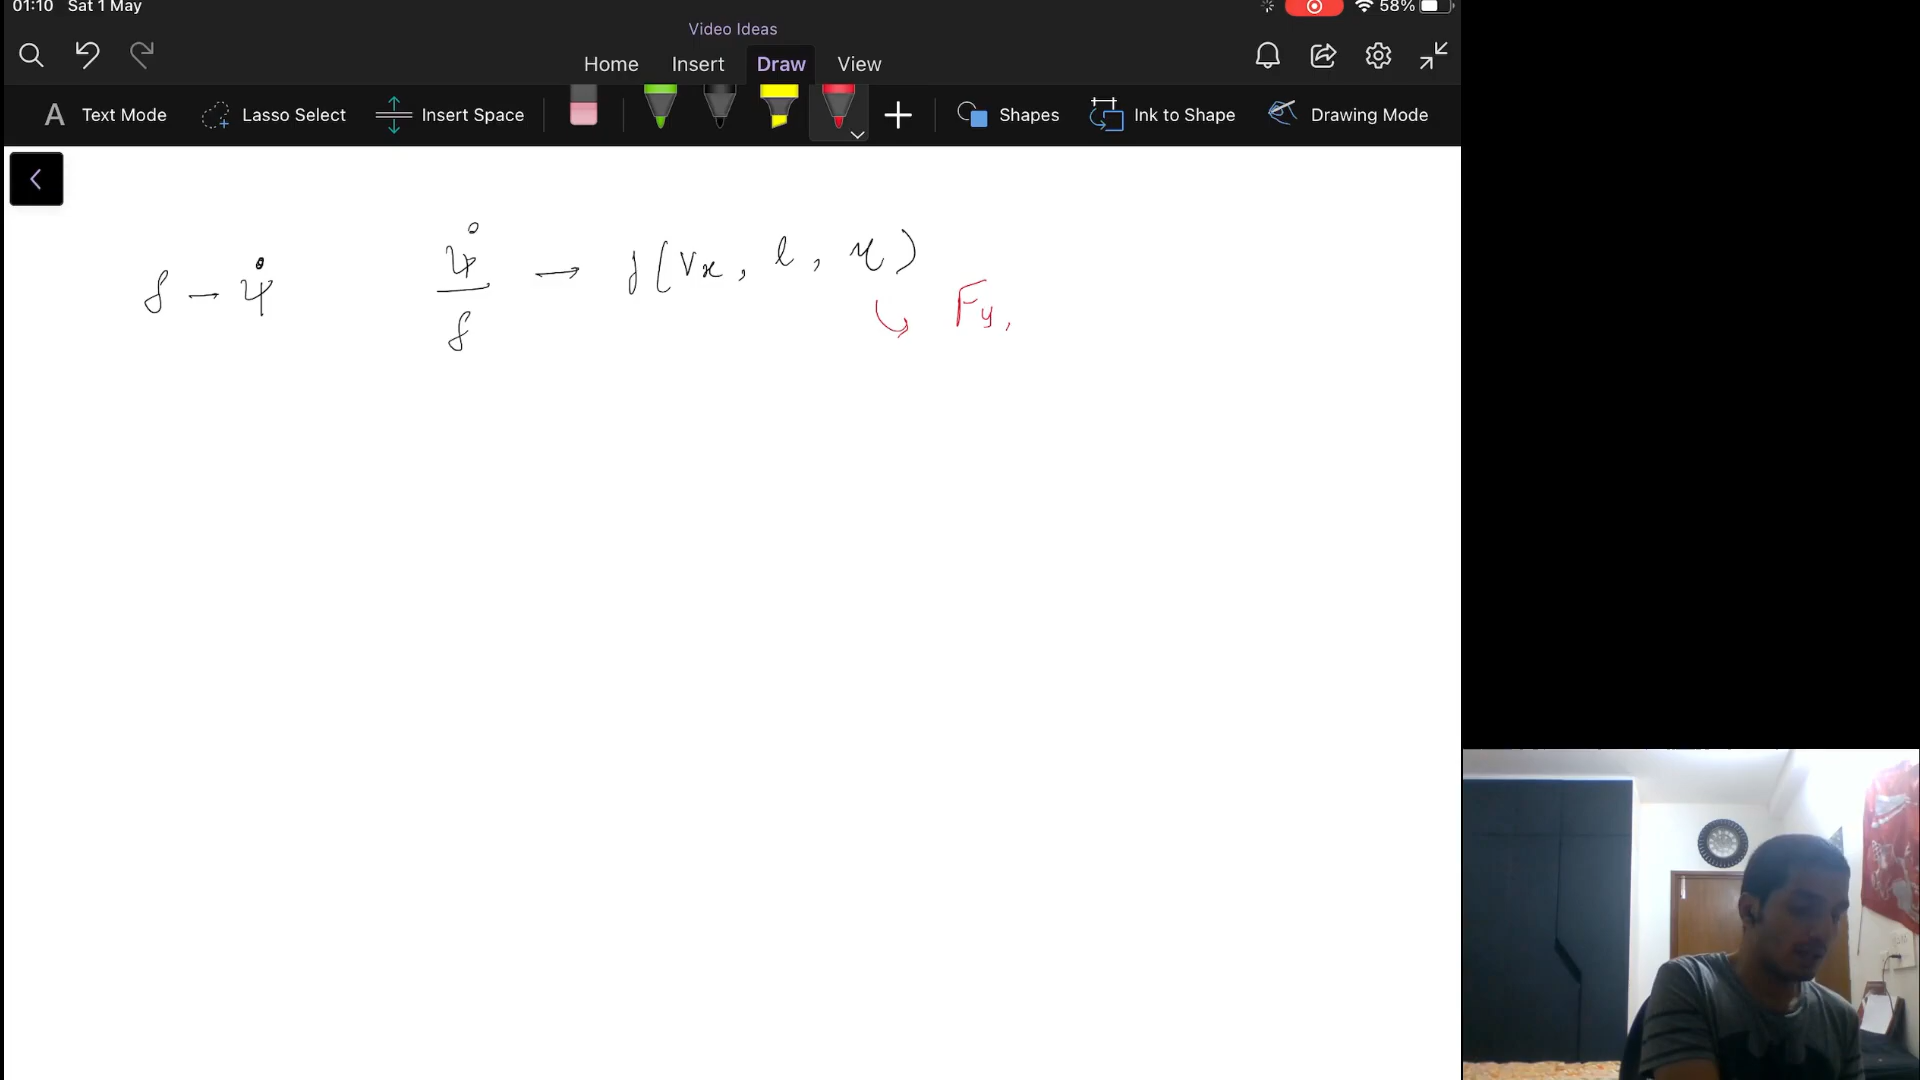 01:10 Sat 1 May 58%
Video Ideas
Home Insert Draw View
A Text Mode Lasso Select Insert Space Shapes Ink to Shape Drawing Mode
δ → ψ̇
ψ̇ / δ → f(Vx, l, η)
Fy,